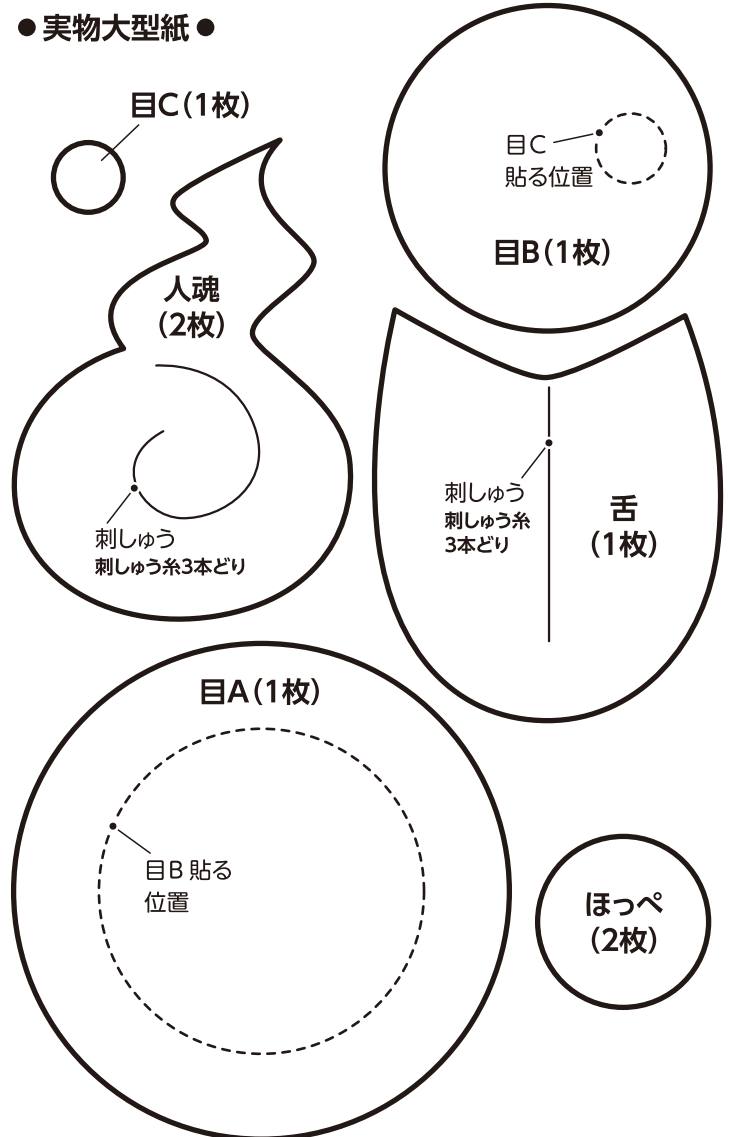 ●実物大型紙●
目C(1枚)
目C
貼る位置
目B(1枚)
人魂
(2枚)
刺しゅう
刺しゅう糸3本どり
刺しゅう
刺しゅう糸
3本どり
舌
(1枚)
目A(1枚)
目B 貼る
位置
ほっぺ
(2枚)